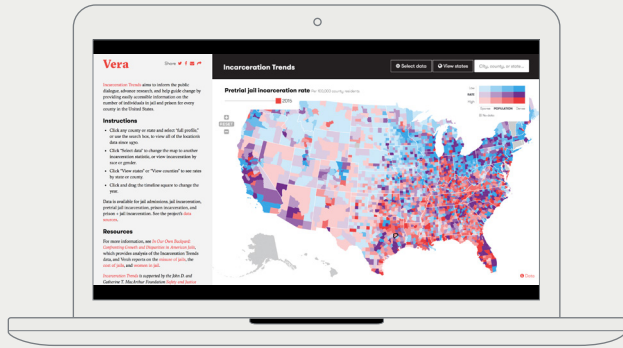 Vera
Share
Incarceration Trends
Select data
View states
City, county, or state...
Incarceration Trends aims to inform the public
dialogue, advance research, and help guide change by
providing easily accessible information on the
number of individuals in jail and prison for every
county in the United States.
Instructions
• Click any county or state and select "full profile,"
or use the search box, to view all of the location's
data since 1970.
• Click "Select data" to change the map to another
incarceration statistic, or view incarceration by
race or gender.
• Click "View states" or "View counties" to see rates
by state or county.
• Click and drag the timeline square to change the
year.
Data is available for jail admissions, jail incarceration,
pretrial jail incarceration, prison incarceration, and
prison + jail incarceration. See the project's data
sources.
Resources
For more information, see In Our Own Backyard:
Confronting Growth and Disparities in American Jails,
which provides analysis of the Incarceration Trends
data, and Vera's reports on the misuse of jails, the
cost of jails, and women in jail.
Incarceration Trends is supported by the John D. and
Catherine T. MacArthur Foundation Safety and Justice
Pretrial jail incarceration rate per 100,000 county residents
2015
+
RESET
−
low
RATE
high
Sparse POPULATION Dense